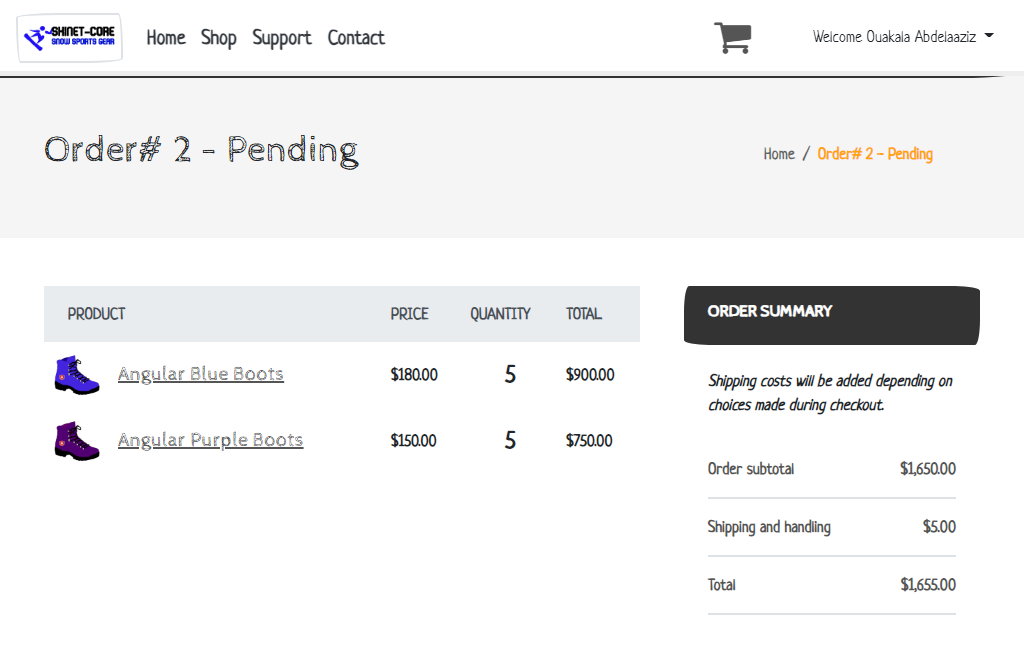 SHINET-CORE
SNOW SPORTS GEAR
Home Shop Support Contact
Welcome Ouakala Abdelaaziz
Order# 2 - Pending
Home / Order# 2 - Pending
PRODUCT PRICE QUANTITY TOTAL
Angular Blue Boots $180.00 5 $900.00
Angular Purple Boots $150.00 5 $750.00
ORDER SUMMARY
Shipping costs will be added depending on
choices made during checkout.
Order subtotal $1,650.00
Shipping and handling $5.00
Total $1,655.00